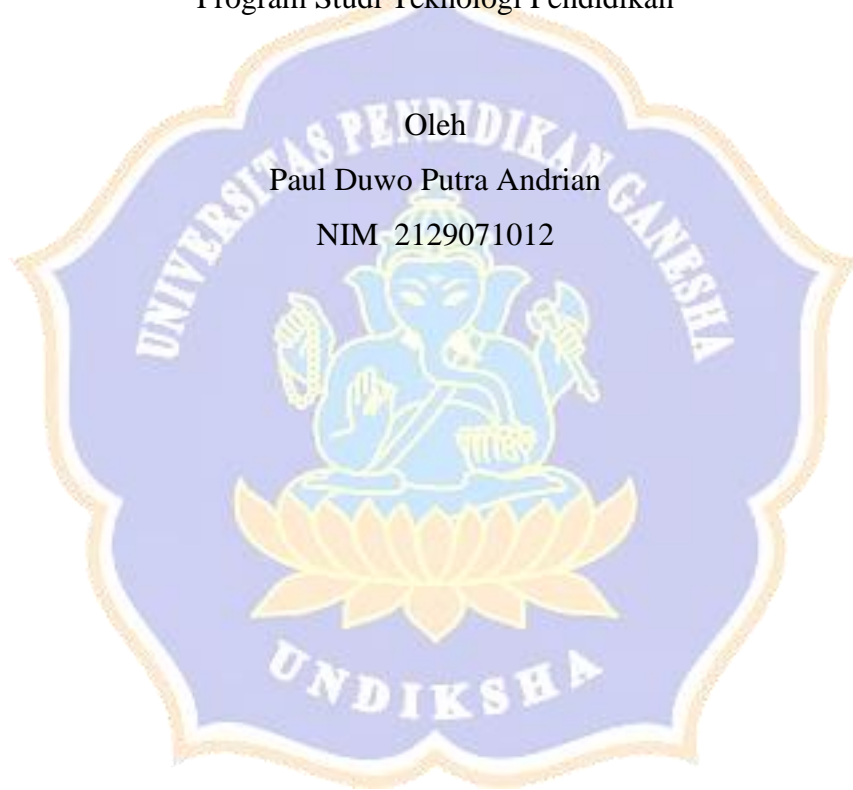 Program Studi Teknologi Pendidikan
Oleh
Paul Duwo Putra Andrian
NIM 2129071012
UNIVERSITAS PENDIDIKAN GANESHA
UNDIKSHA